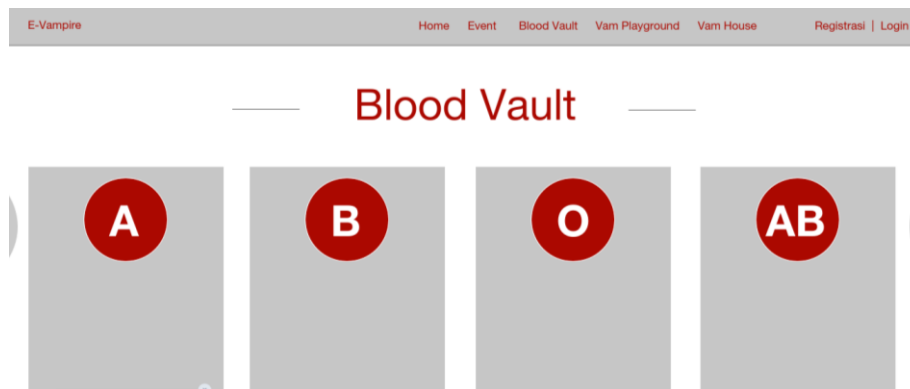 E-Vampire Home Event Blood Vault Vam Playground Vam House Registrasi | Login
Blood Vault
A B O AB